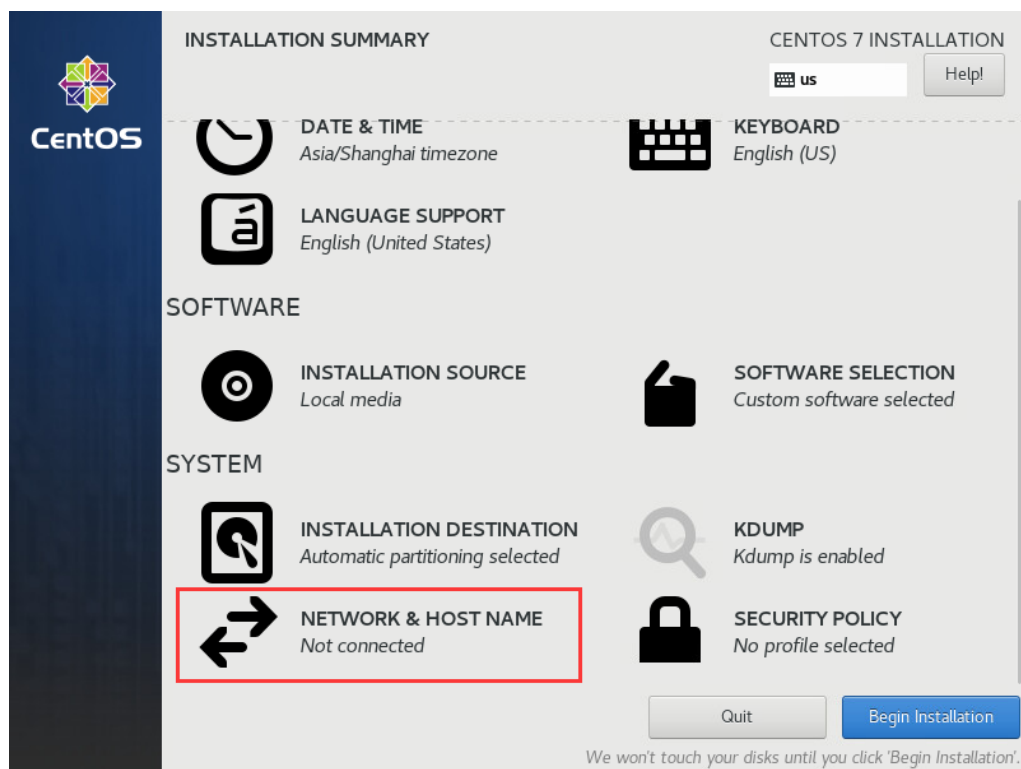 INSTALLATION SUMMARY
CENTOS 7 INSTALLATION
us
Help!
CentOS
DATE & TIME
Asia/Shanghai timezone
KEYBOARD
English (US)
á
LANGUAGE SUPPORT
English (United States)
SOFTWARE
INSTALLATION SOURCE
Local media
SOFTWARE SELECTION
Custom software selected
SYSTEM
INSTALLATION DESTINATION
Automatic partitioning selected
KDUMP
Kdump is enabled
NETWORK & HOST NAME
Not connected
SECURITY POLICY
No profile selected
Quit
Begin Installation
We won't touch your disks until you click 'Begin Installation'.